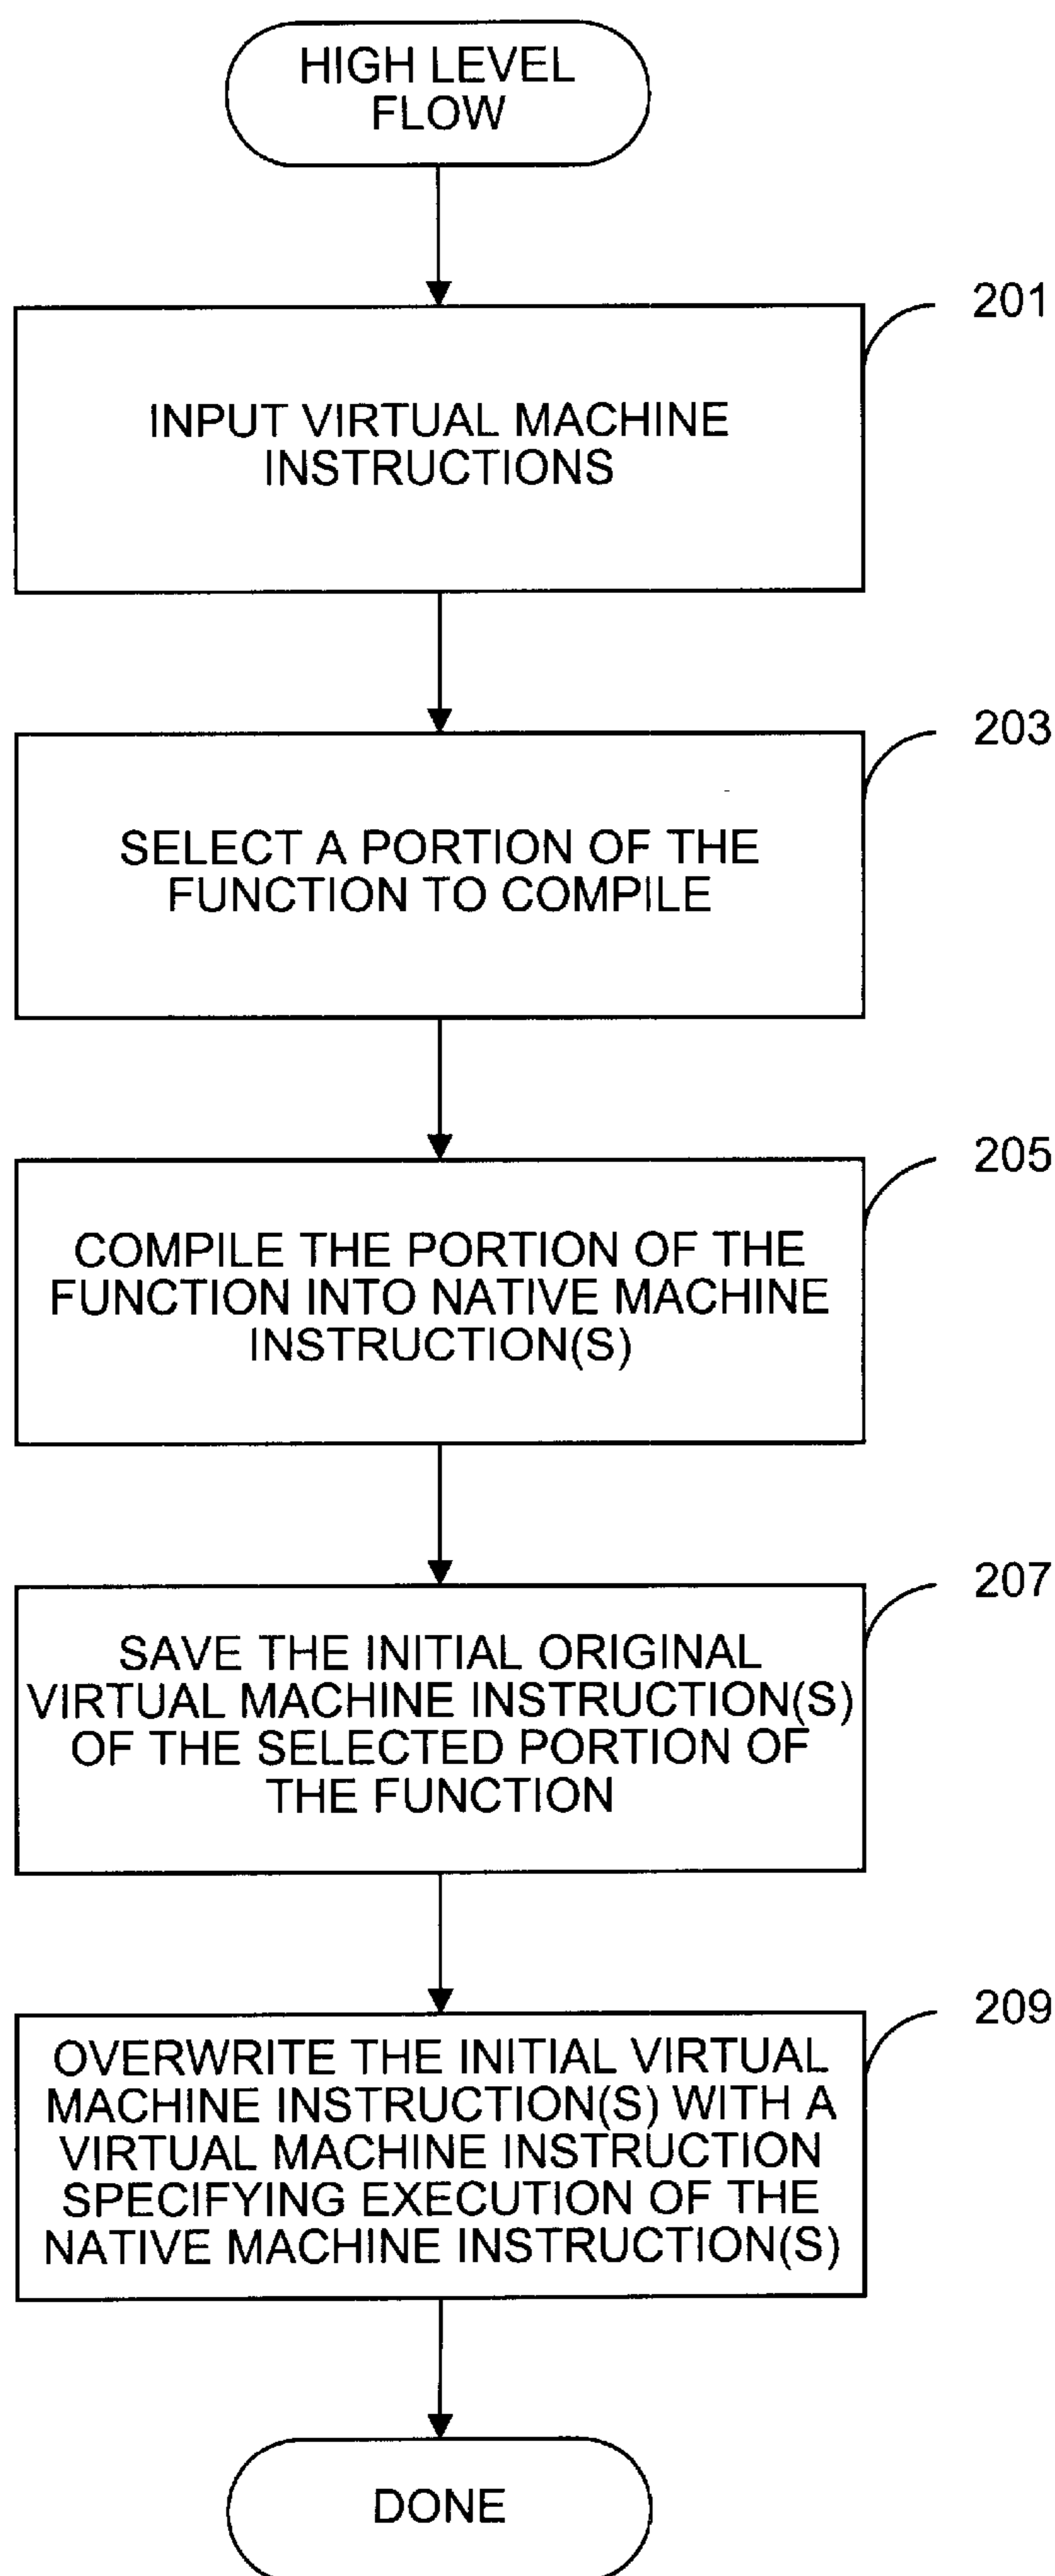 HIGH LEVEL
FLOW
201
INPUT VIRTUAL MACHINE
INSTRUCTIONS
203
SELECT A PORTION OF THE
FUNCTION TO COMPILE
205
COMPILE THE PORTION OF THE
FUNCTION INTO NATIVE MACHINE
INSTRUCTION(S)
207
SAVE THE INITIAL ORIGINAL
VIRTUAL MACHINE INSTRUCTION(S)
OF THE SELECTED PORTION OF
THE FUNCTION
209
OVERWRITE THE INITIAL VIRTUAL
MACHINE INSTRUCTION(S) WITH A
VIRTUAL MACHINE INSTRUCTION
SPECIFYING EXECUTION OF THE
NATIVE MACHINE INSTRUCTION(S)
DONE